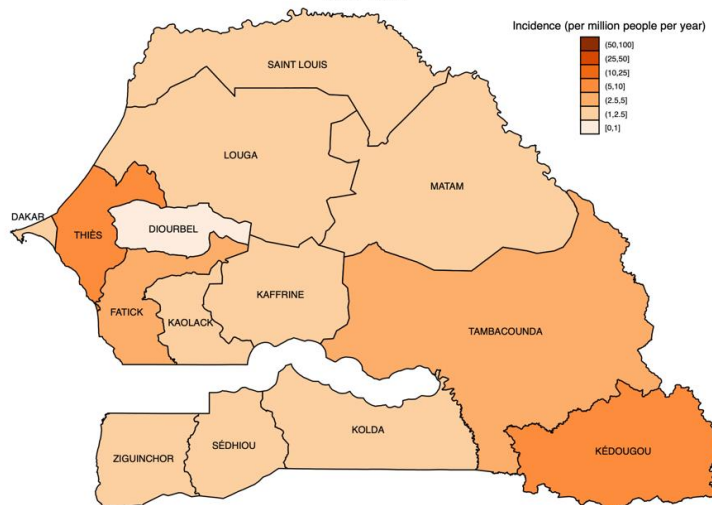 Incidence (per million people per year)
(50,100]
(25,50]
(10,25]
(5,10]
(2.5,5]
(1,2.5]
[0,1]
SAINT LOUIS
LOUGA
MATAM
DAKAR
THIÈS
DIOURBEL
KAFFRINE
FATICK
KAOLACK
TAMBACOUNDA
KOLDA
SÉDHIOU
ZIGUINCHOR
KÉDOUGOU